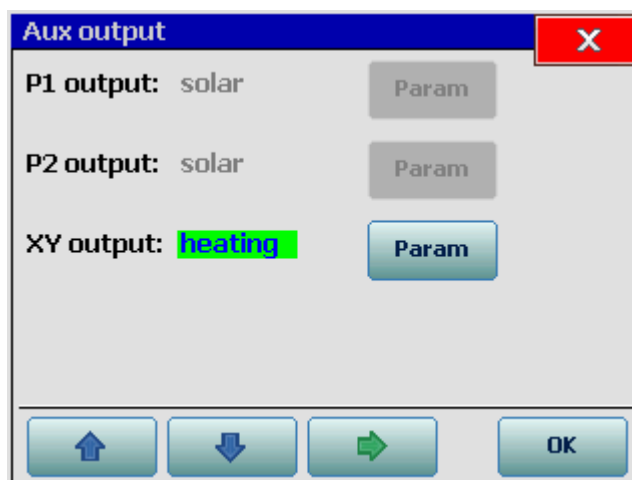 Aux output X
P1 output: solar Param
P2 output: solar Param
XY output: heating Param
OK